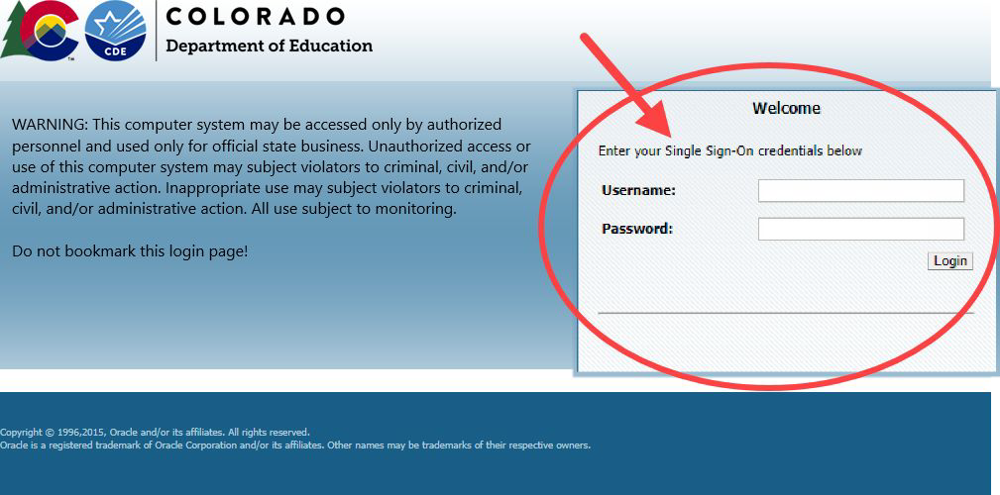 COLORADO
CDE
TM
Department of Education
WARNING: This computer system may be accessed only by authorized
personnel and used only for official state business. Unauthorized access or
use of this computer system may subject violators to criminal, civil, and/or
administrative action. Inappropriate use may subject violators to criminal,
civil, and/or administrative action. All use subject to monitoring.
Do not bookmark this login page!
Welcome
Enter your Single Sign-On credentials below
Username:
Password:
Login
Copyright © 1996,2015, Oracle and/or its affiliates. All rights reserved.
Oracle is a registered trademark of Oracle Corporation and/or its affiliates. Other names may be trademarks of their respective owners.